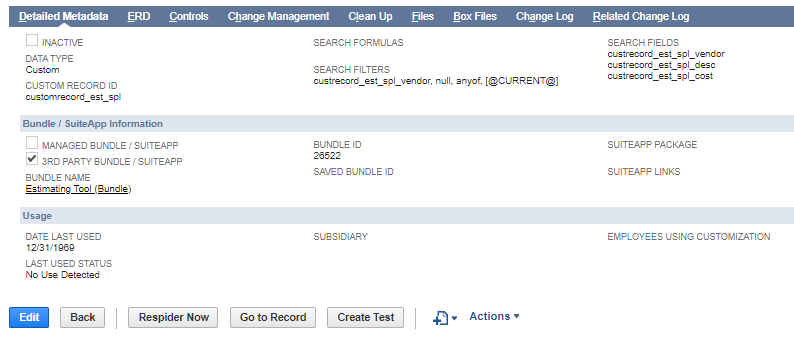 Detailed Metadata ERD Controls Change Management Clean Up Files Box Files Change Log Related Change Log
INACTIVE
DATA TYPE
Custom
CUSTOM RECORD ID
customrecord_est_spl
SEARCH FORMULAS
SEARCH FILTERS
custrecord_est_spl_vendor, null, anyof, [@CURRENT@]
SEARCH FIELDS
custrecord_est_spl_vendor
custrecord_est_spl_desc
custrecord_est_spl_cost
Bundle / SuiteApp Information
MANAGED BUNDLE / SUITEAPP
3RD PARTY BUNDLE / SUITEAPP
BUNDLE NAME
Estimating Tool (Bundle)
BUNDLE ID
26522
SAVED BUNDLE ID
SUITEAPP PACKAGE
SUITEAPP LINKS
Usage
DATE LAST USED
12/31/1969
LAST USED STATUS
No Use Detected
SUBSIDIARY
EMPLOYEES USING CUSTOMIZATION
Edit Back Respider Now Go to Record Create Test Actions